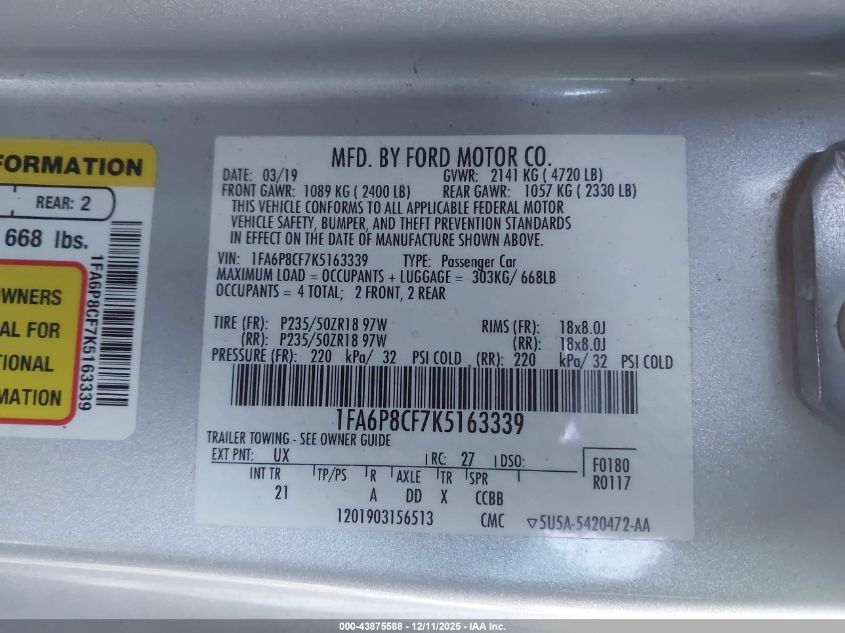 FORMATION
REAR: 2
668 lbs.
WNERS
AL FOR
TIONAL
MATION
1FA6P8CF7K5163339
MFD. BY FORD MOTOR CO.
DATE: 03/19 GVWR: 2141 KG ( 4720 LB)
FRONT GAWR: 1089 KG ( 2400 LB) REAR GAWR: 1057 KG ( 2330 LB)
THIS VEHICLE CONFORMS TO ALL APPLICABLE FEDERAL MOTOR
VEHICLE SAFETY, BUMPER, AND THEFT PREVENTION STANDARDS
IN EFFECT ON THE DATE OF MANUFACTURE SHOWN ABOVE.
VIN: 1FA6P8CF7K5163339 TYPE: Passenger Car
MAXIMUM LOAD = OCCUPANTS + LUGGAGE = 303KG/ 668LB
OCCUPANTS = 4 TOTAL; 2 FRONT, 2 REAR
TIRE (FR): P235/50ZR18 97W RIMS (FR): 18x8.0J
(RR): P235/50ZR18 97W (RR): 18x8.0J
PRESSURE (FR): 220 kPa/ 32 PSI COLD (RR): 220 kPa/ 32 PSI COLD
1FA6P8CF7K5163339
TRAILER TOWING - SEE OWNER GUIDE
EXT PNT: UX RC: 27 DSO: F0180
R0117
INT TR TP/PS R AXLE TR SPR
21 A DD X CCBB
1201903156513 CMC ▽5U5A-5420472-AA
000-43875588 - 12/11/2025 - IAA Inc.